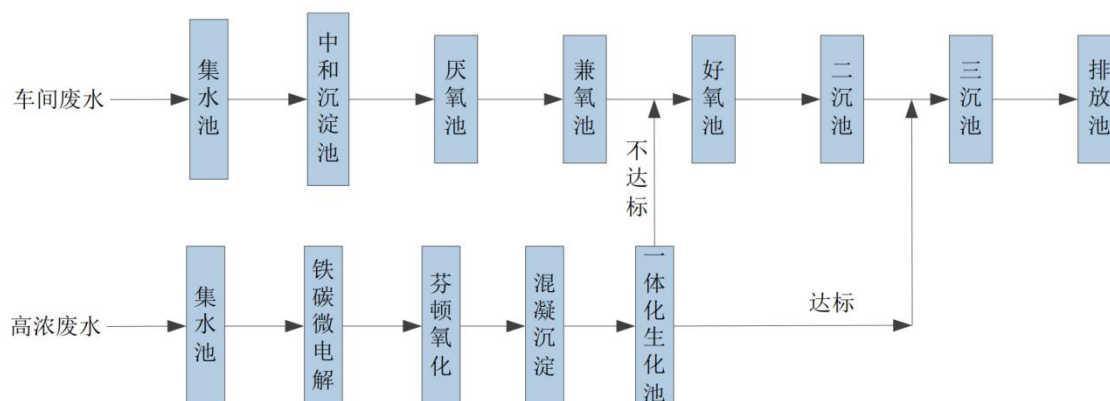 车间废水
集水池
中和沉淀池
厌氧池
兼氧池
好氧池
二沉池
三沉池
排放池
不达标
高浓废水
集水池
铁碳微电解
芬顿氧化
混凝沉淀
一体化生化池
达标